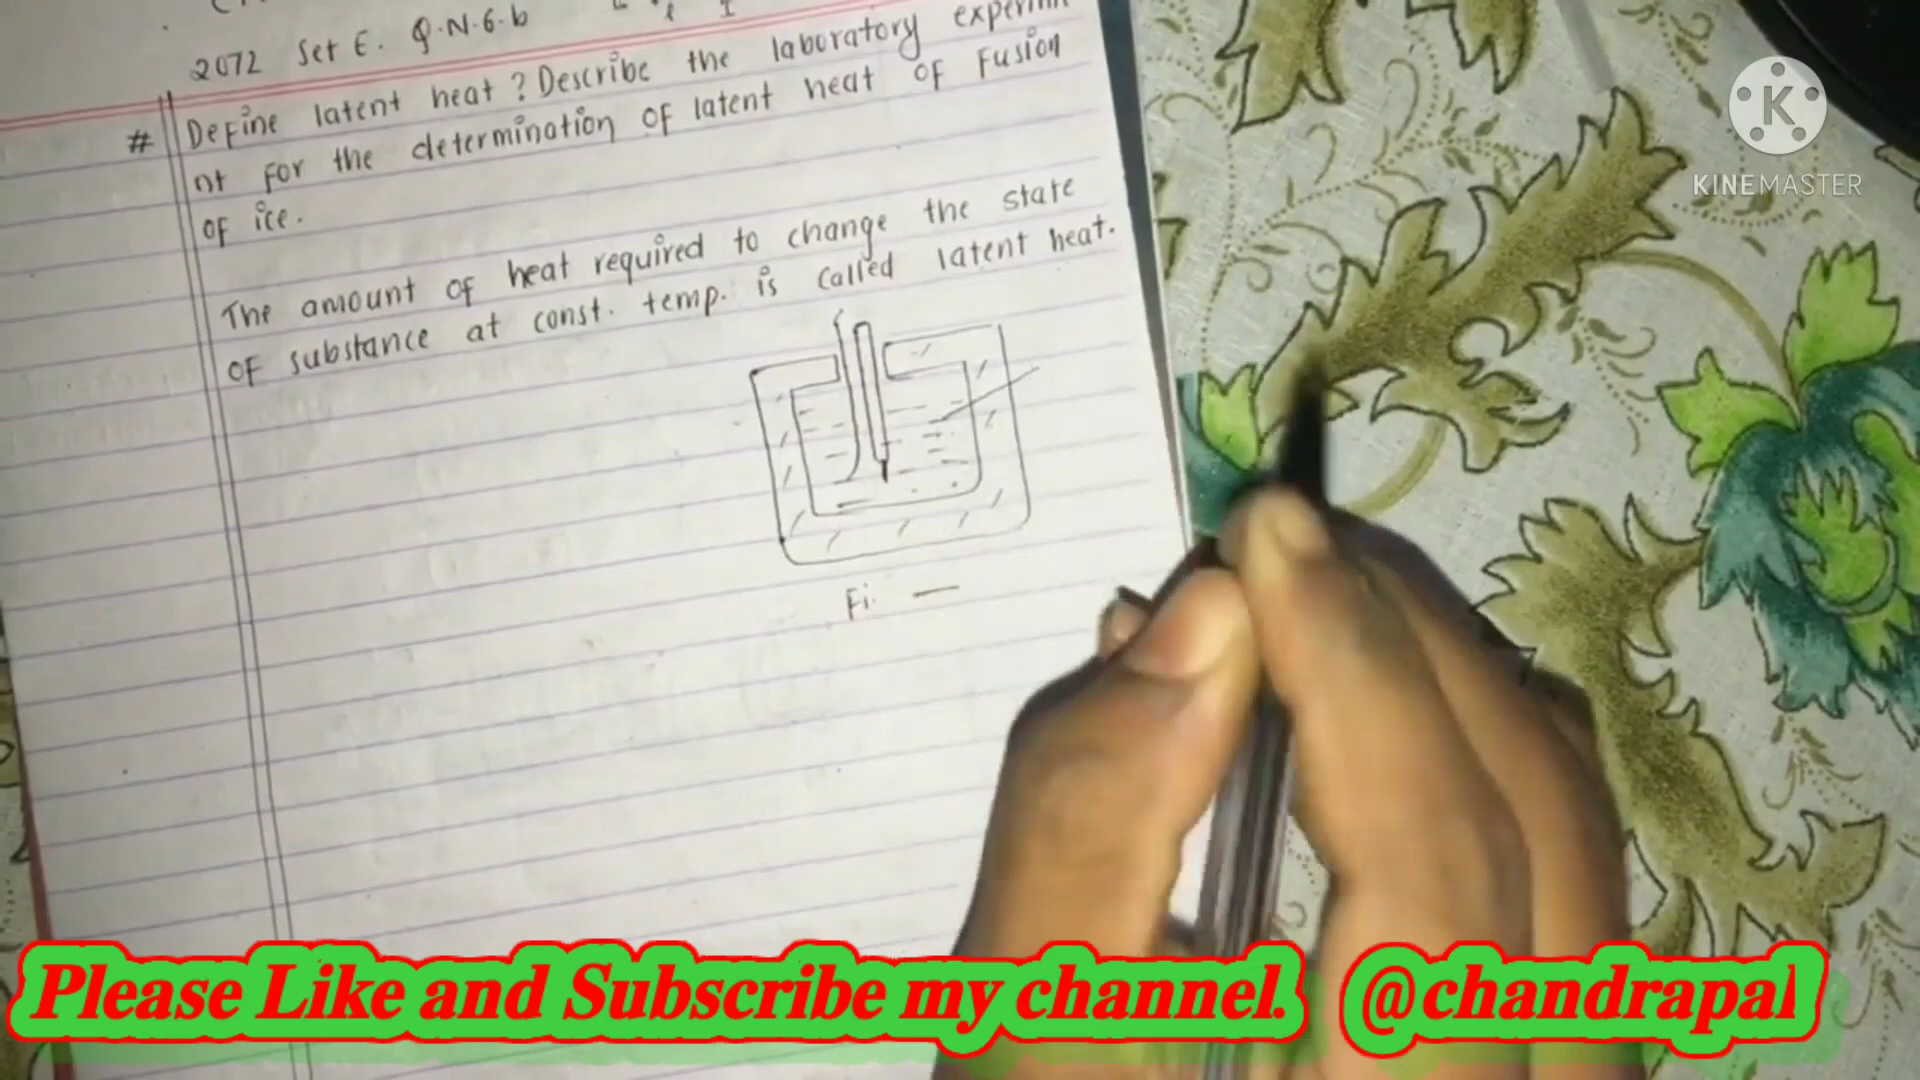 2072 Set E. Q.N.6.b
# Define latent heat? Describe the laboratory experim
nt for the determination of latent heat of fusion
of ice.
The amount of heat required to change the state
of substance at const. temp. is called latent heat.
Fi. —
K
KINEMASTER
Please Like and Subscribe my channel. @chandrapal